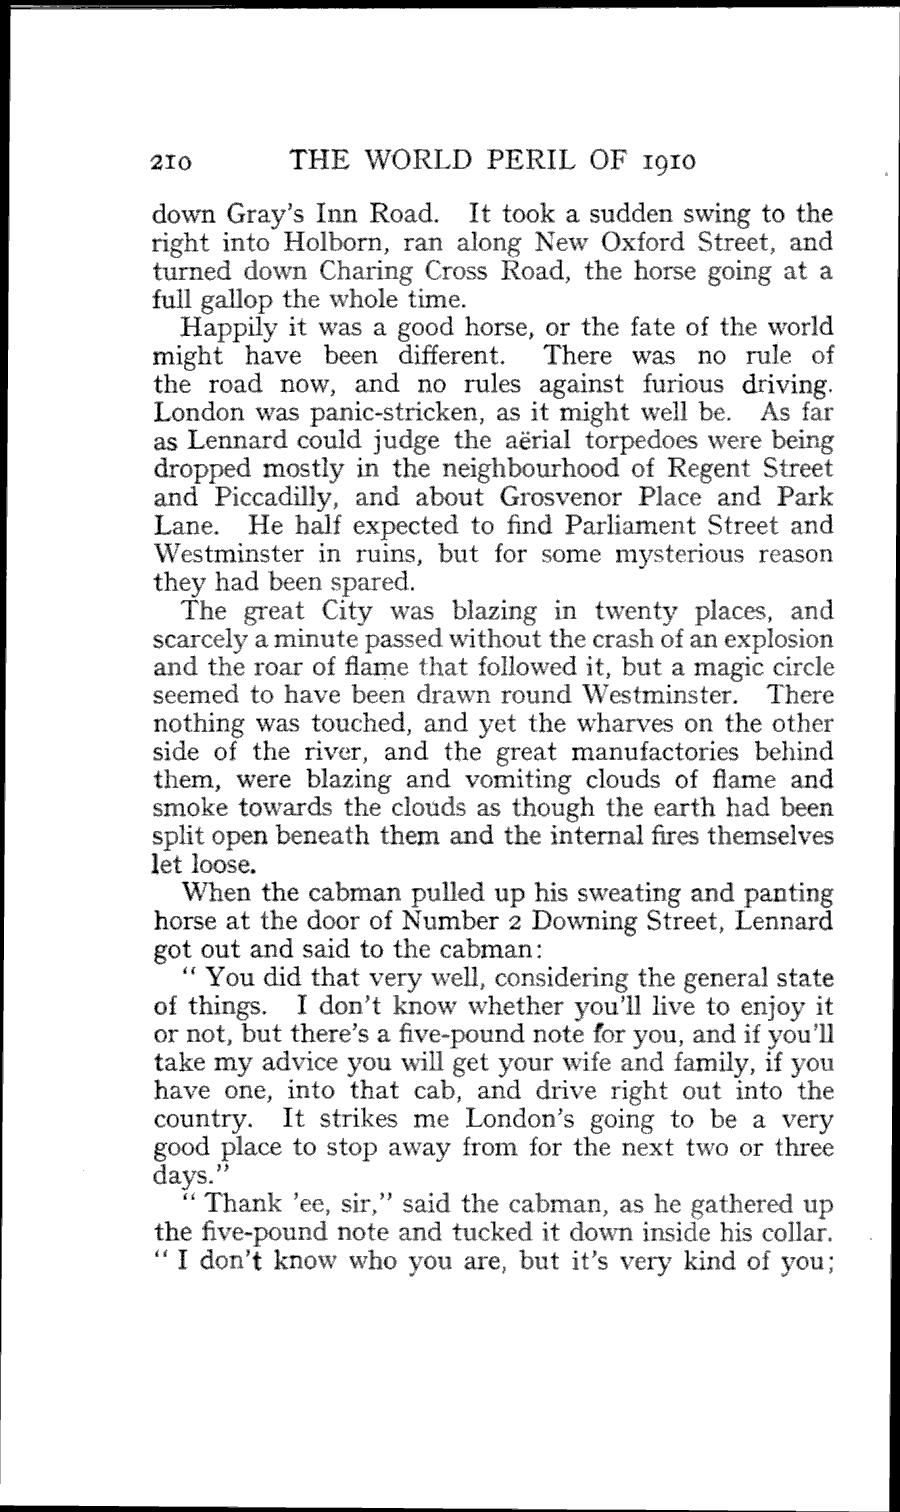 210 THE WORLD PERIL OF 1910
down Gray's Inn Road. It took a sudden swing to the
right into Holborn, ran along New Oxford Street, and
turned down Charing Cross Road, the horse going at a
full gallop the whole time.
Happily it was a good horse, or the fate of the world
might have been different. There was no rule of
the road now, and no rules against furious driving.
London was panic-stricken, as it might well be. As far
as Lennard could judge the aërial torpedoes were being
dropped mostly in the neighbourhood of Regent Street
and Piccadilly, and about Grosvenor Place and Park
Lane. He half expected to find Parliament Street and
Westminster in ruins, but for some mysterious reason
they had been spared.
The great City was blazing in twenty places, and
scarcely a minute passed without the crash of an explosion
and the roar of flame that followed it, but a magic circle
seemed to have been drawn round Westminster. There
nothing was touched, and yet the wharves on the other
side of the river, and the great manufactories behind
them, were blazing and vomiting clouds of flame and
smoke towards the clouds as though the earth had been
split open beneath them and the internal fires themselves
let loose.
When the cabman pulled up his sweating and panting
horse at the door of Number 2 Downing Street, Lennard
got out and said to the cabman:
" You did that very well, considering the general state
of things. I don't know whether you'll live to enjoy it
or not, but there's a five-pound note for you, and if you'll
take my advice you will get your wife and family, if you
have one, into that cab, and drive right out into the
country. It strikes me London's going to be a very
good place to stop away from for the next two or three
days."
" Thank 'ee, sir," said the cabman, as he gathered up
the five-pound note and tucked it down inside his collar.
" I don't know who you are, but it's very kind of you;